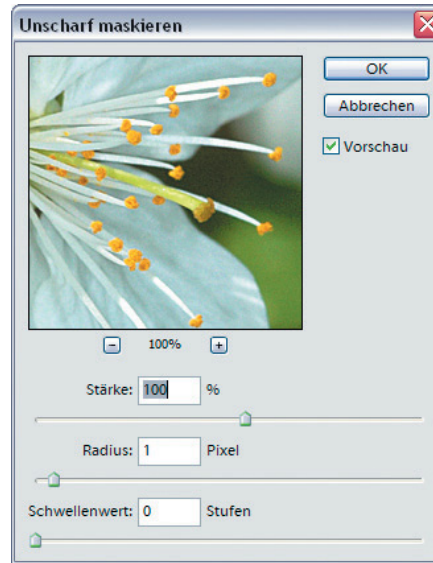 Unscharf maskieren
OK
Abbrechen
Vorschau
100%
Stärke: 100 %
Radius: 1 Pixel
Schwellenwert: 0 Stufen